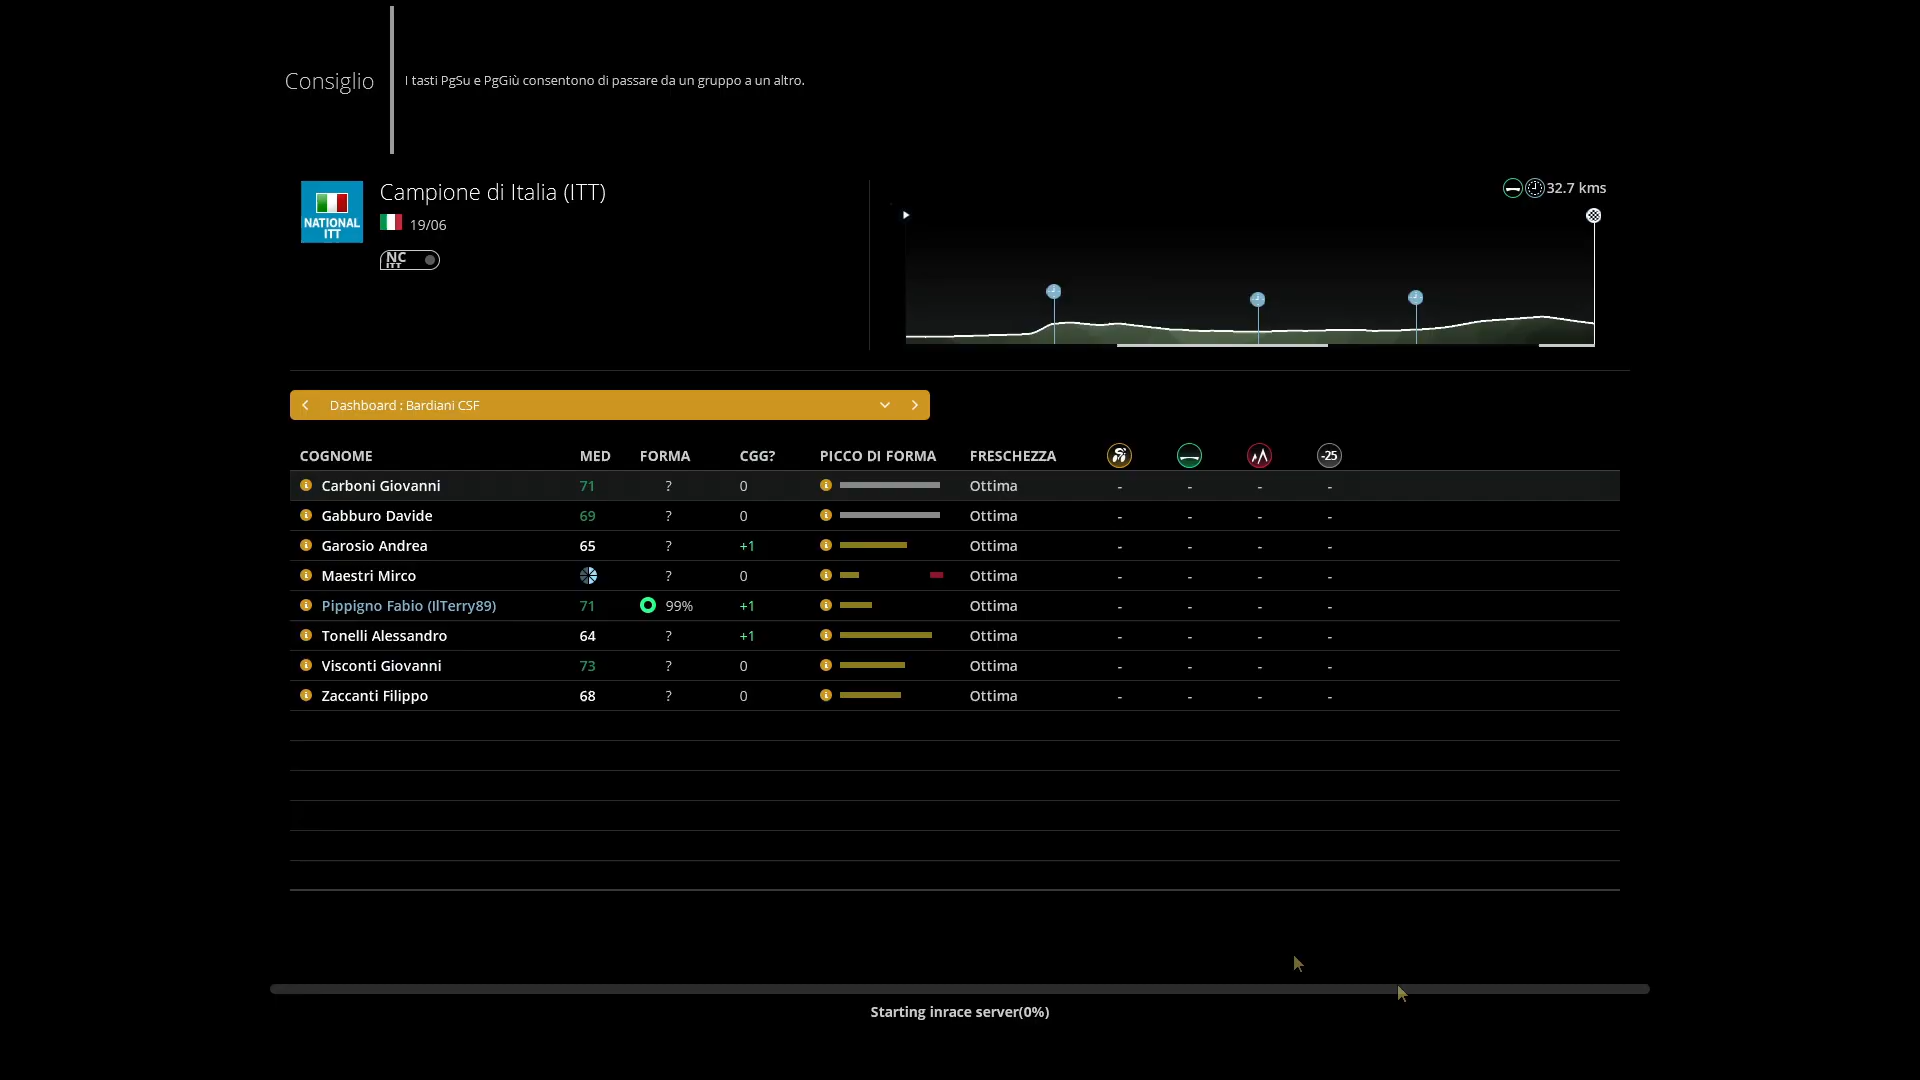 Consiglio
I tasti PgSu e PgGiù consentono di passare da un gruppo a un altro.
NATIONAL
ITT
Campione di Italia (ITT)
19/06
NC
ITT
32.7 kms
Dashboard : Bardiani CSF
COGNOME MED FORMA CGG? PICCO DI FORMA FRESCHEZZA -25
Carboni Giovanni 71 ? 0 Ottima - - - -
Gabburo Davide 69 ? 0 Ottima - - - -
Garosio Andrea 65 ? +1 Ottima - - - -
Maestri Mirco ? 0 Ottima - - - -
Pippigno Fabio (IlTerry89) 71 99% +1 Ottima - - - -
Tonelli Alessandro 64 ? +1 Ottima - - - -
Visconti Giovanni 73 ? 0 Ottima - - - -
Zaccanti Filippo 68 ? 0 Ottima - - - -
Starting inrace server(0%)